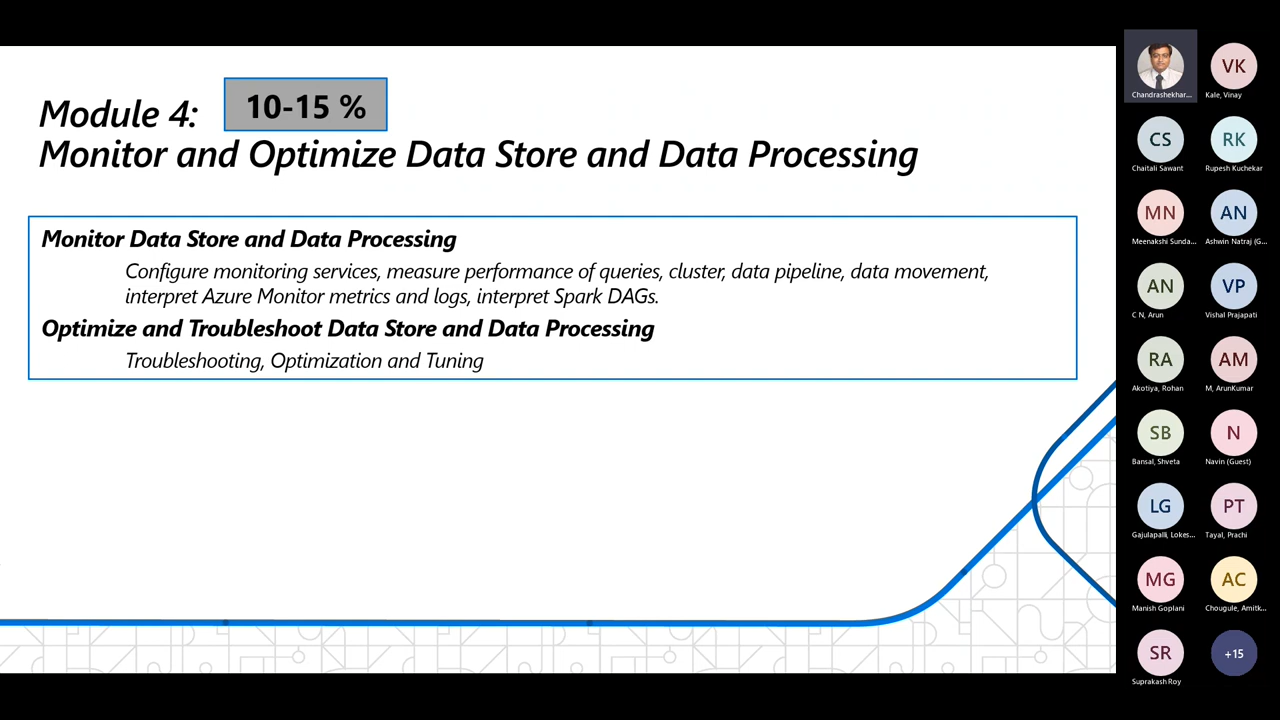 Module 4:
10-15 %
Monitor and Optimize Data Store and Data Processing
Monitor Data Store and Data Processing
Configure monitoring services, measure performance of queries, cluster, data pipeline, data movement,
interpret Azure Monitor metrics and logs, interpret Spark DAGs.
Optimize and Troubleshoot Data Store and Data Processing
Troubleshooting, Optimization and Tuning
Chandrashekhar...
VK
Kale, Vinay
CS
Chaitali Sawant
RK
Rupesh Kuchekar
MN
Meenakshi Sunda...
AN
Ashwin Natraj (G...
AN
C N, Arun
VP
Vishal Prajapati
RA
Akotiya, Rohan
AM
M, ArunKumar
SB
Bansal, Shveta
N
Navin (Guest)
LG
Gajulapalli, Lokes...
PT
Tayal, Prachi
MG
Manish Goplani
AC
Chougule, Amitk...
SR
Suprakash Roy
+15